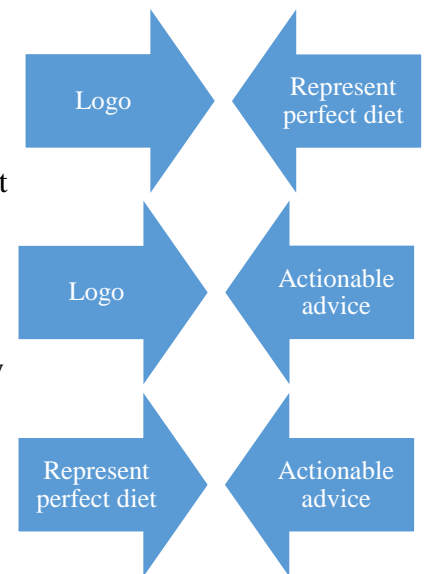 Logo
Represent
perfect diet
t
Logo
Actionable
advice
y
Represent
perfect diet
Actionable
advice